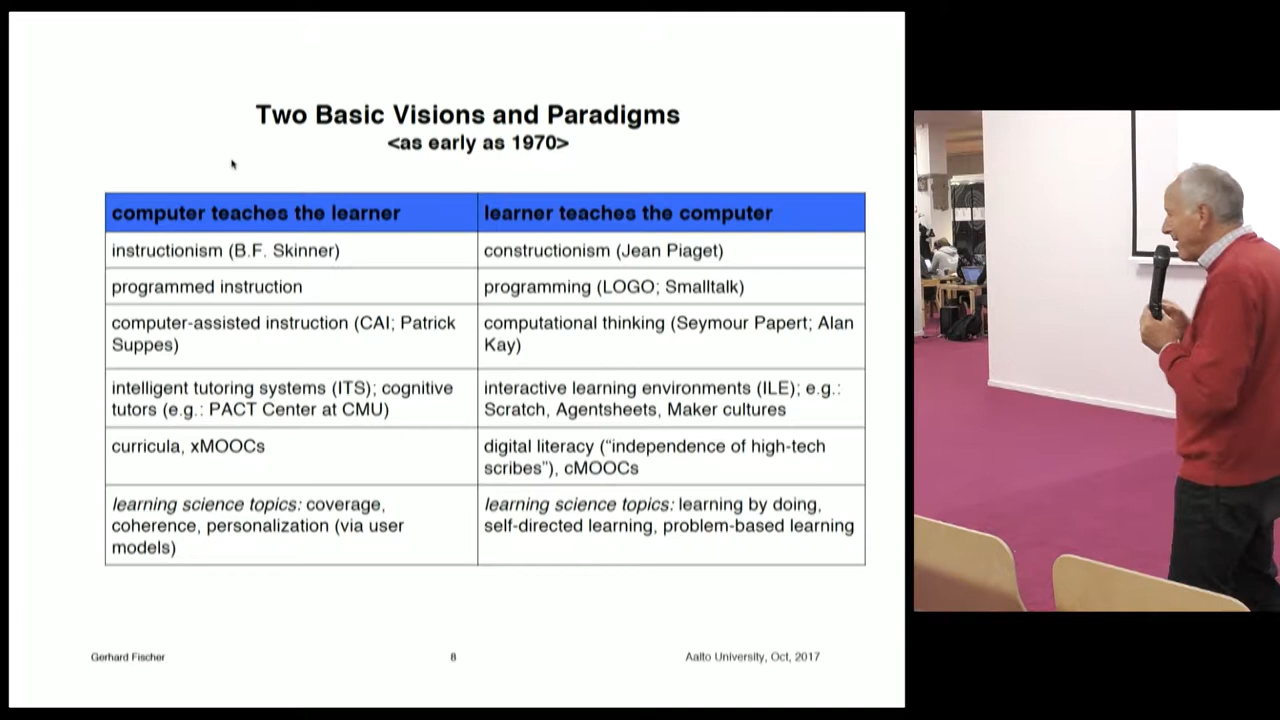 Two Basic Visions and Paradigms
<as early as 1970>
computer teaches the learner
learner teaches the computer
instructionism (B.F. Skinner)
constructionism (Jean Piaget)
programmed instruction
programming (LOGO; Smalltalk)
computer-assisted instruction (CAI; Patrick
Suppes)
computational thinking (Seymour Papert; Alan
Kay)
intelligent tutoring systems (ITS); cognitive
tutors (e.g.: PACT Center at CMU)
interactive learning environments (ILE); e.g.:
Scratch, Agentsheets, Maker cultures
curricula, xMOOCs
digital literacy (“independence of high-tech
scribes”), cMOOCs
learning science topics: coverage,
coherence, personalization (via user
models)
learning science topics: learning by doing,
self-directed learning, problem-based learning
Gerhard Fischer
8
Aalto University, Oct, 2017